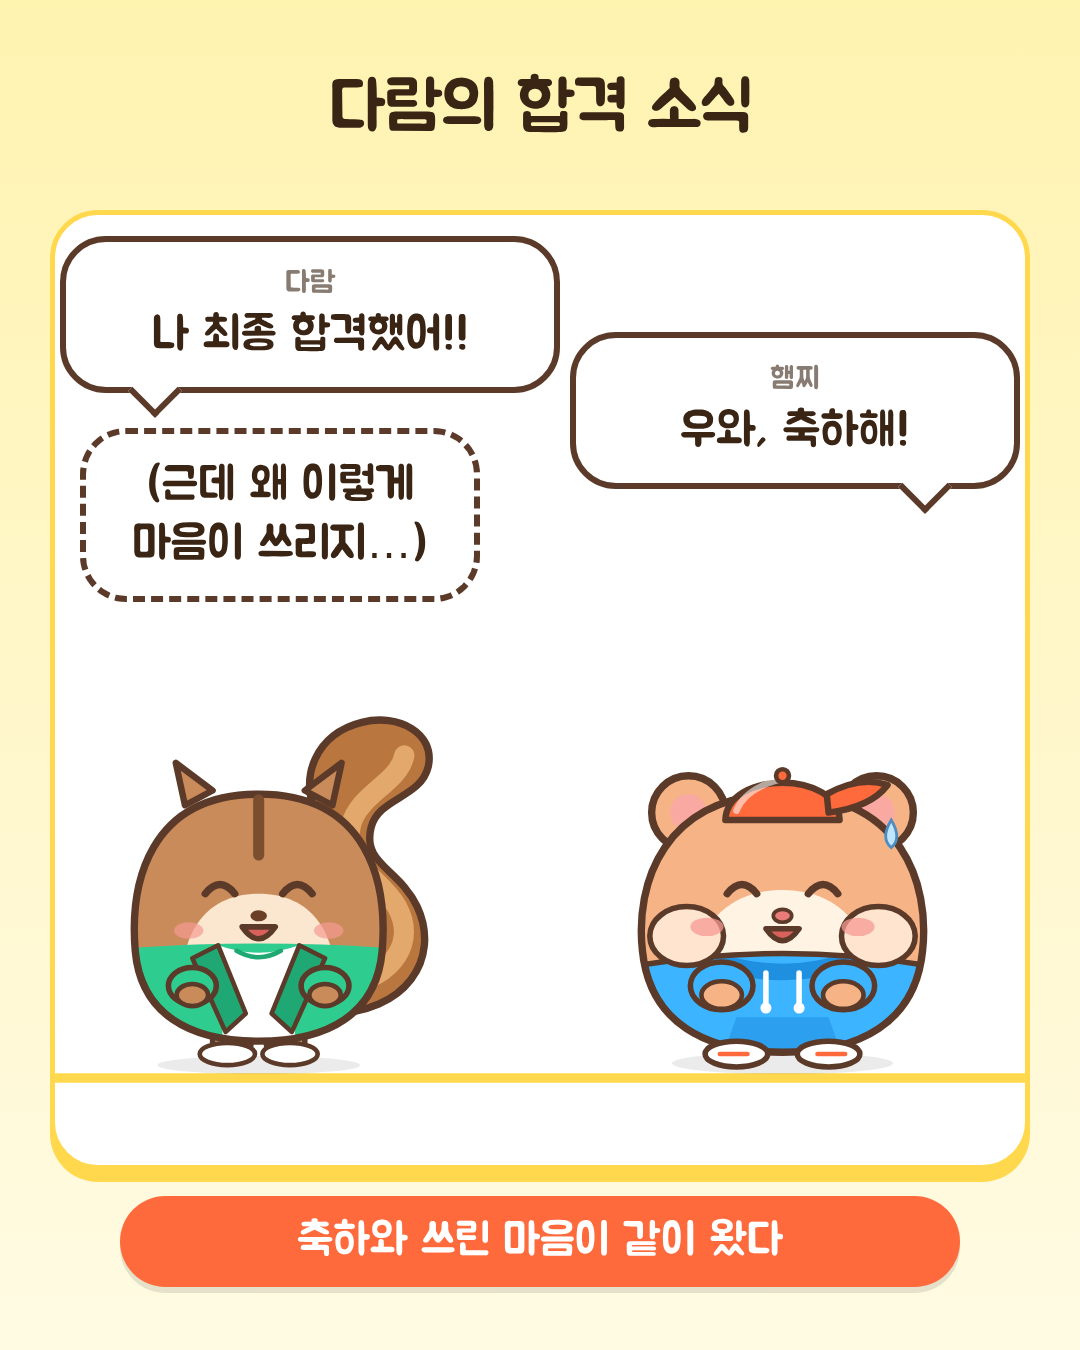 다람의 합격 소식
다람
나 최종 합격했어!!
햄찌
우와, 축하해!
(근데 왜 이렇게
마음이 쓰리지...)
축하와 쓰린 마음이 같이 왔다